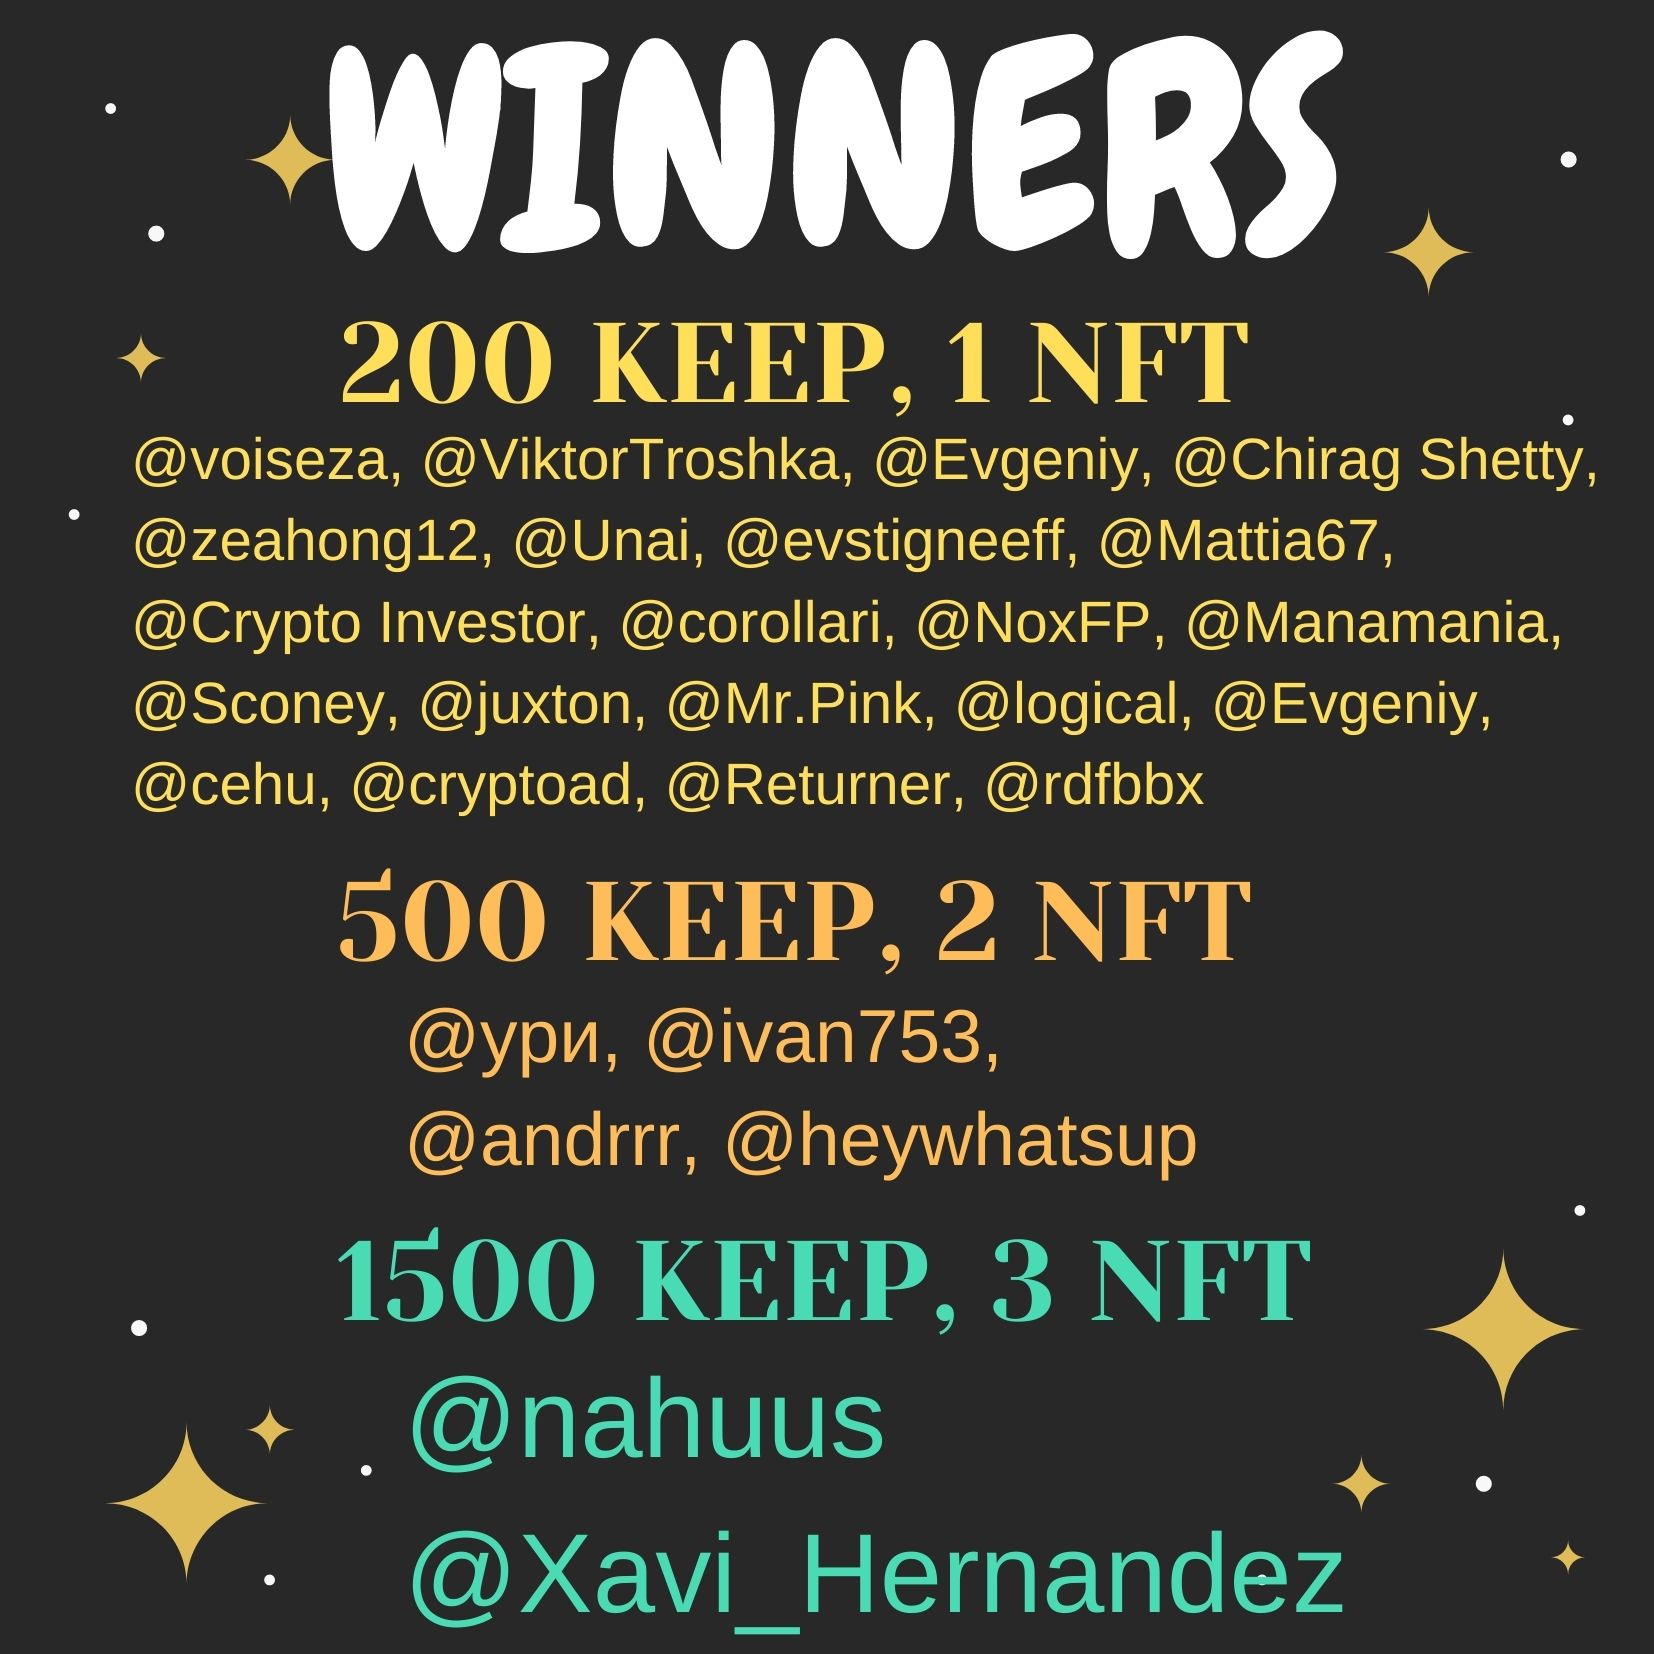 WINNERS
200 KEEP, 1 NFT
@voiseza, @ViktorTroshka, @Evgeniy, @Chirag Shetty,
@zeahong12, @Unai, @evstigneeff, @Mattia67,
@Crypto Investor, @corollari, @NoxFP, @Manamania,
@Sconey, @juxton, @Mr.Pink, @logical, @Evgeniy,
@cehu, @cryptoad, @Returner, @rdfbbx
500 KEEP, 2 NFT
@ури, @ivan753,
@andrrr, @heywhatsup
1500 KEEP, 3 NFT
@nahuus
@Xavi_Hernandez